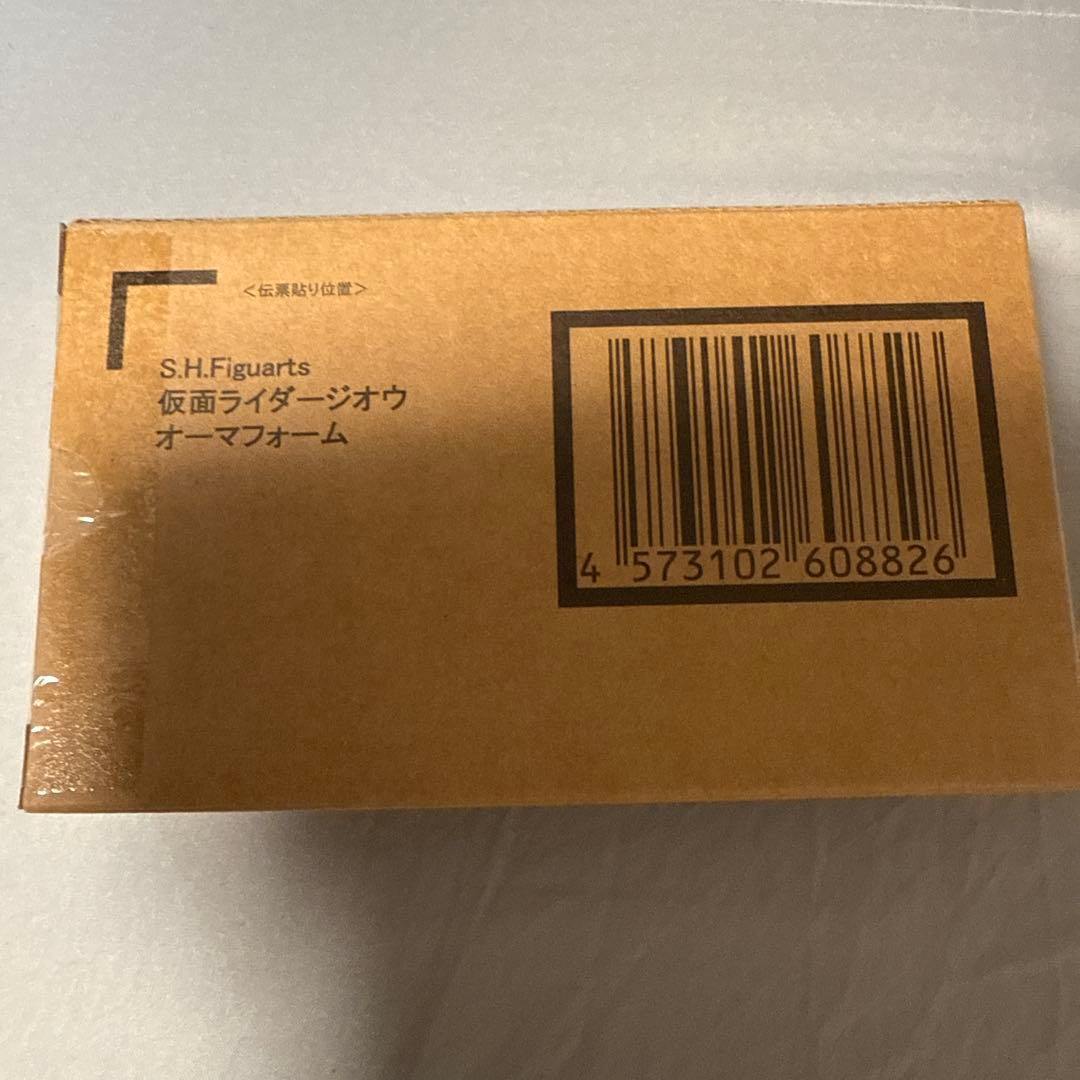 <伝票貼り位置>
S.H.Figuarts
仮面ライダージオウ
オーマフォーム
4 573102 608826